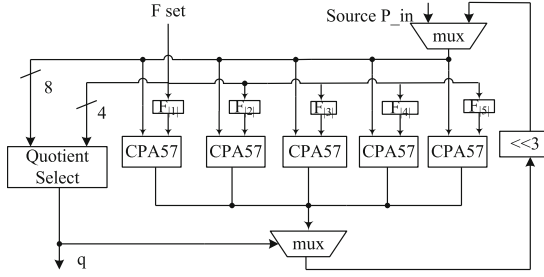 F set
Source P_in
mux
8
4
F|1|
F|2|
F|3|
F|4|
F|5|
Quotient
Select
CPA57
CPA57
CPA57
CPA57
CPA57
<<3
mux
q